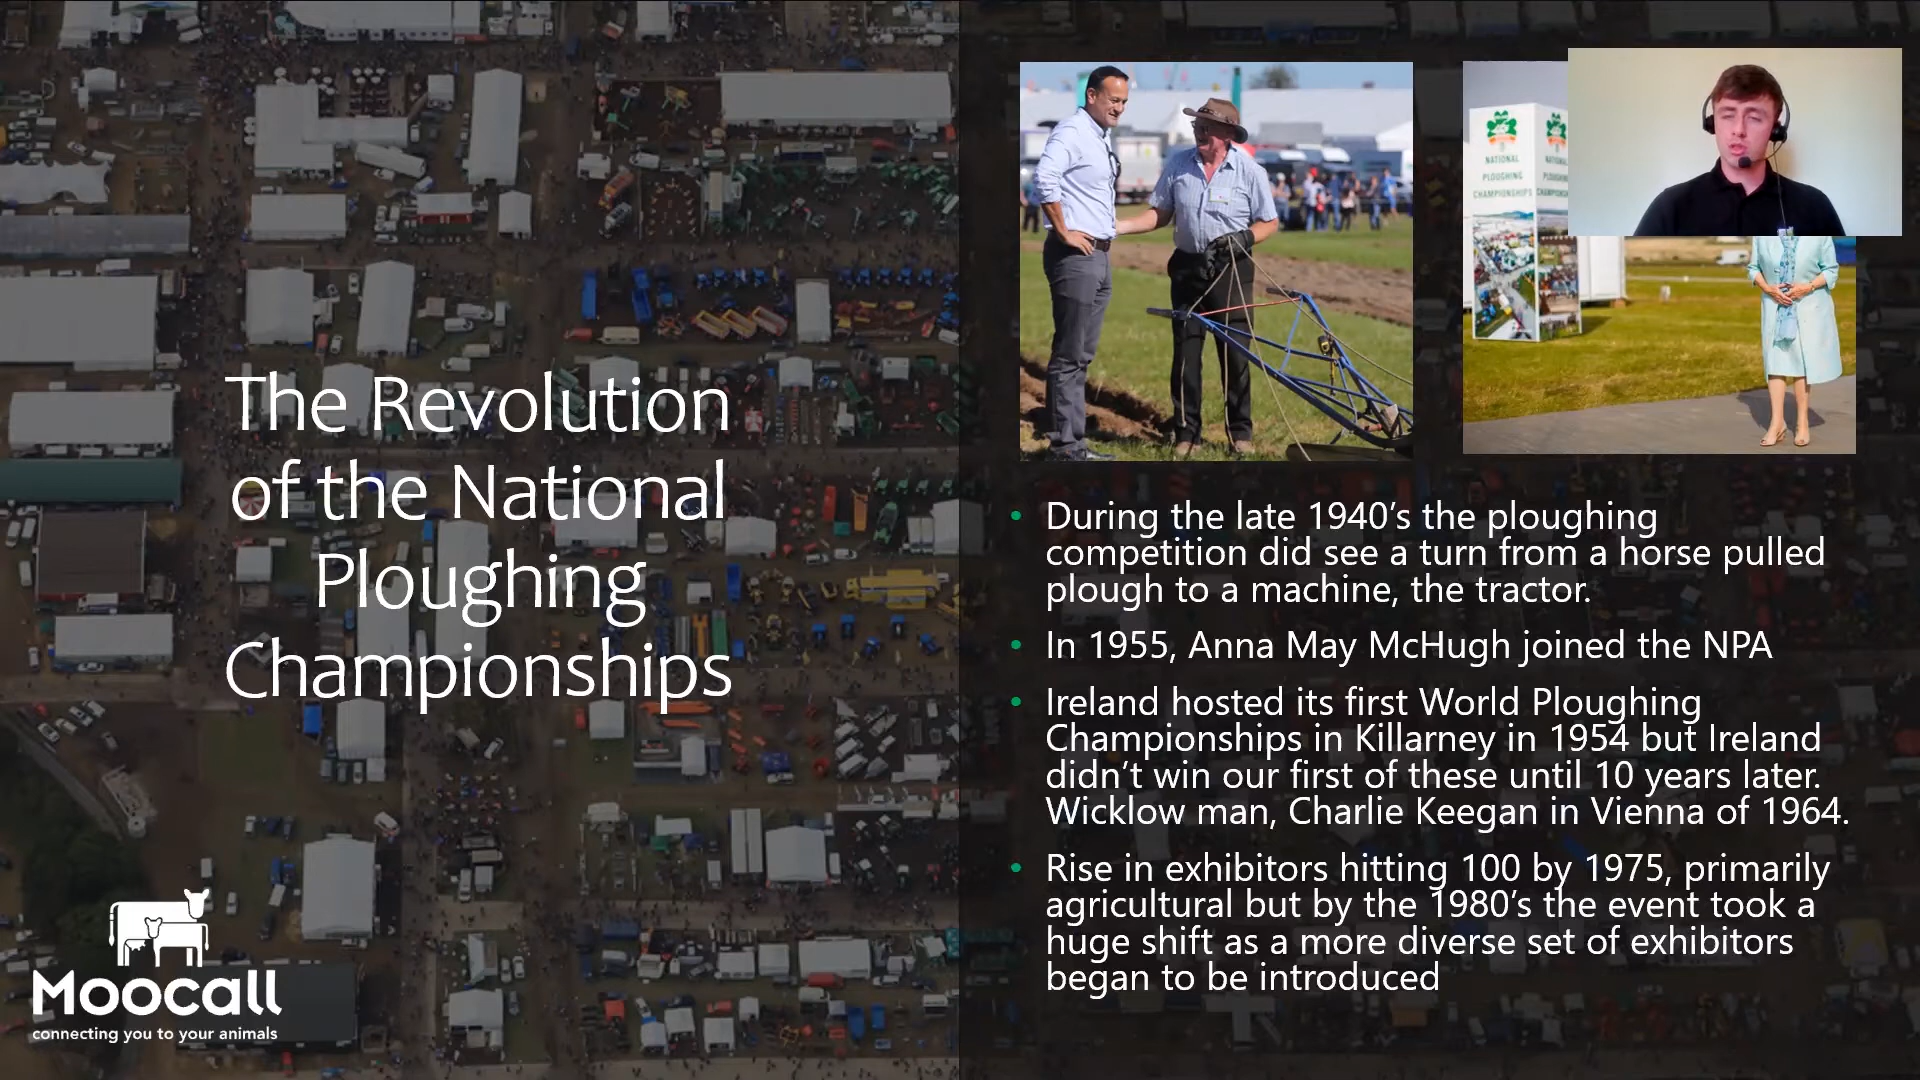 The Revolution
of the National
Ploughing
Championships
Moocall
connecting you to your animals
NATIONAL
PLOUGHING
CHAMPIONSHIPS
• During the late 1940’s the ploughing
competition did see a turn from a horse pulled
plough to a machine, the tractor.
• In 1955, Anna May McHugh joined the NPA
• Ireland hosted its first World Ploughing
Championships in Killarney in 1954 but Ireland
didn’t win our first of these until 10 years later.
Wicklow man, Charlie Keegan in Vienna of 1964.
• Rise in exhibitors hitting 100 by 1975, primarily
agricultural but by the 1980’s the event took a
huge shift as a more diverse set of exhibitors
began to be introduced